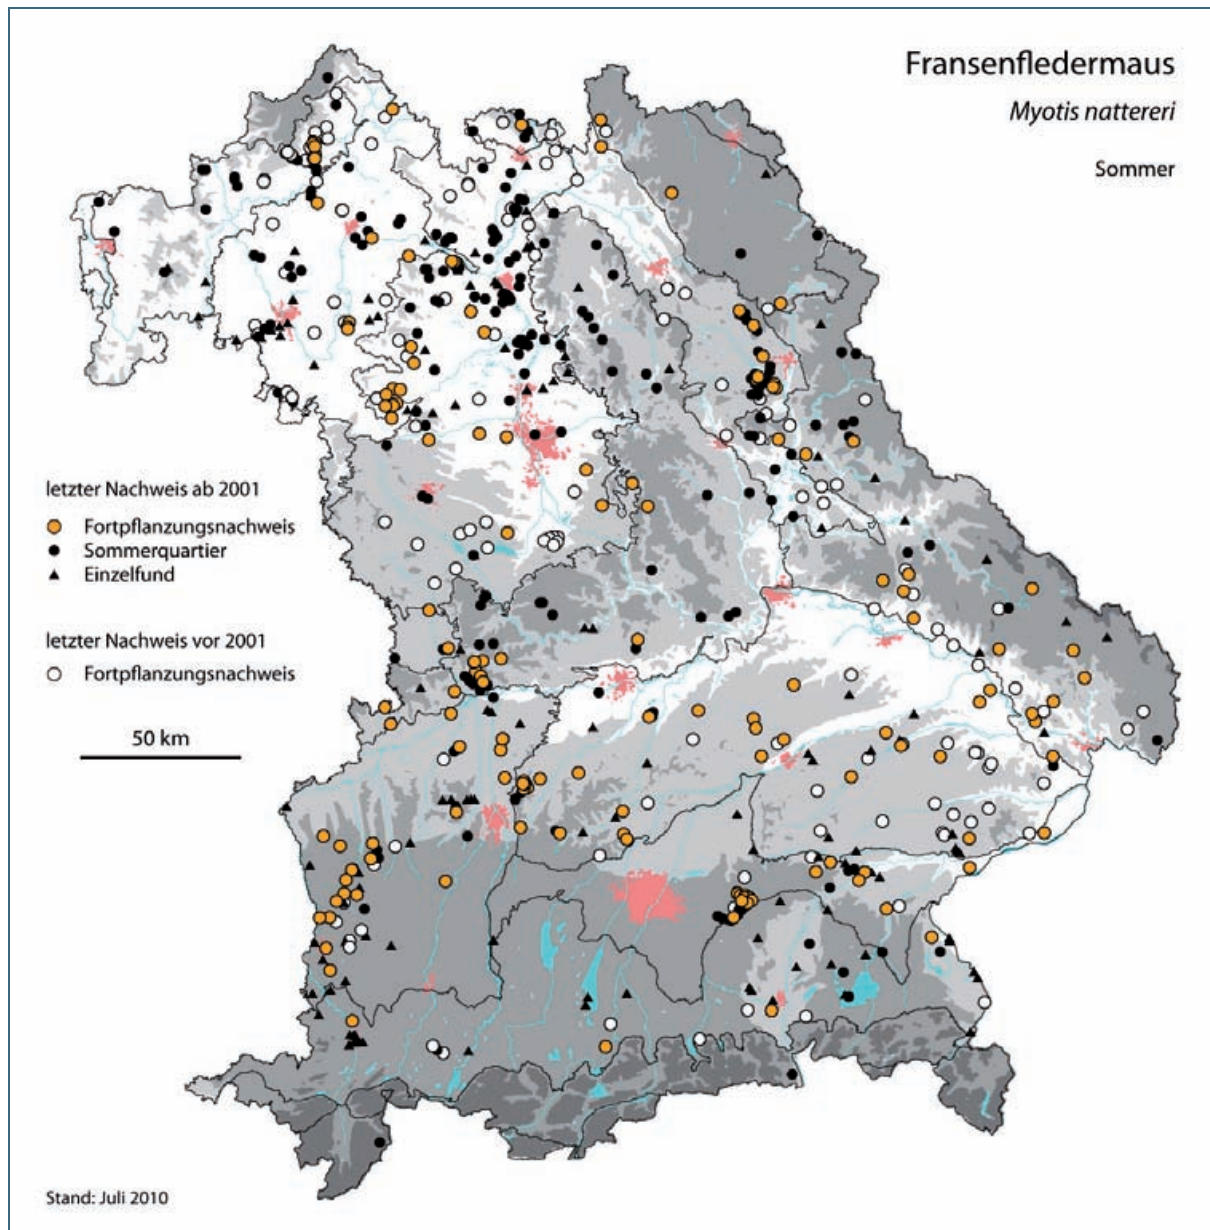 Fransenfledermaus
Myotis nattereri
Sommer
letzter Nachweis ab 2001
Fortpflanzungsnachweis
Sommerquartier
Einzelfund
letzter Nachweis vor 2001
Fortpflanzungsnachweis
50 km
Stand: Juli 2010